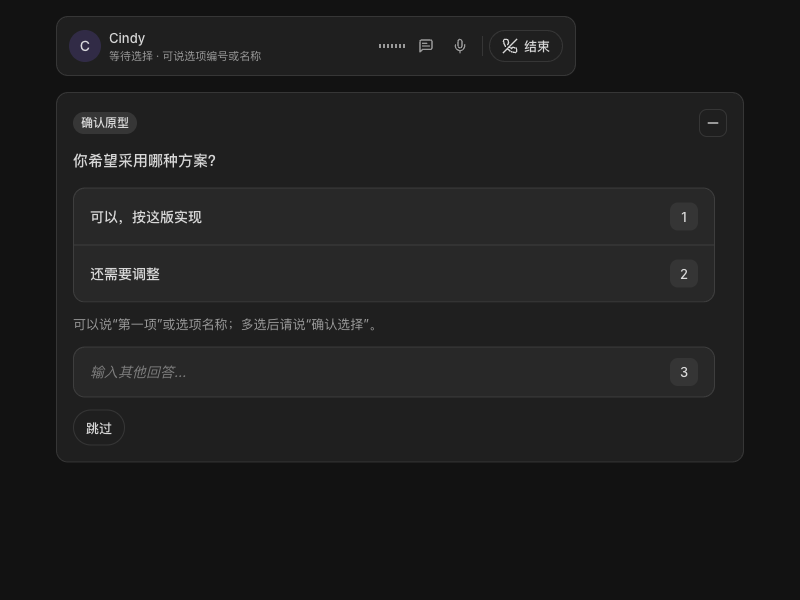 C
Cindy
等待选择 · 可说选项编号或名称
结束
确认原型
你希望采用哪种方案?
可以，按这版实现 1
还需要调整 2
可以说“第一项”或选项名称；多选后请说“确认选择”。
输入其他回答... 3
跳过